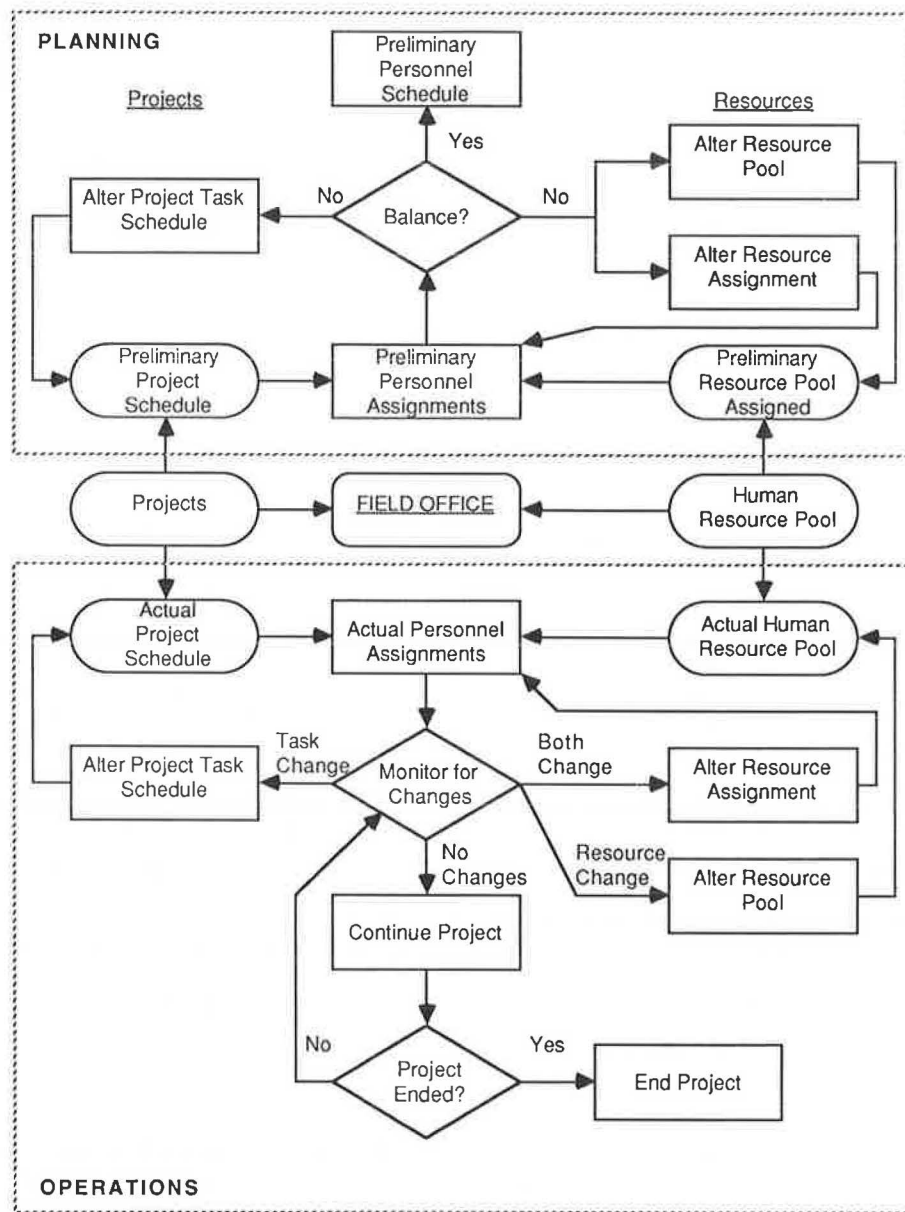 PLANNING
Preliminary
Personnel
Schedule
Projects
Resources
Yes
Alter Resource
Pool
No
No
Alter Project Task
Schedule
Balance?
Alter Resource
Assignment
Preliminary
Project
Schedule
Preliminary
Personnel
Assignments
Preliminary
Resource Pool
Assigned
Projects
FIELD OFFICE
Human
Resource Pool
Actual
Project
Schedule
Actual Personnel
Assignments
Actual Human
Resource Pool
Task
Change
Both
Change
Alter Project Task
Schedule
Monitor for
Changes
Alter Resource
Assignment
No
Changes
Resource
Change
Alter Resource
Pool
Continue Project
No
Yes
Project
Ended?
End Project
OPERATIONS